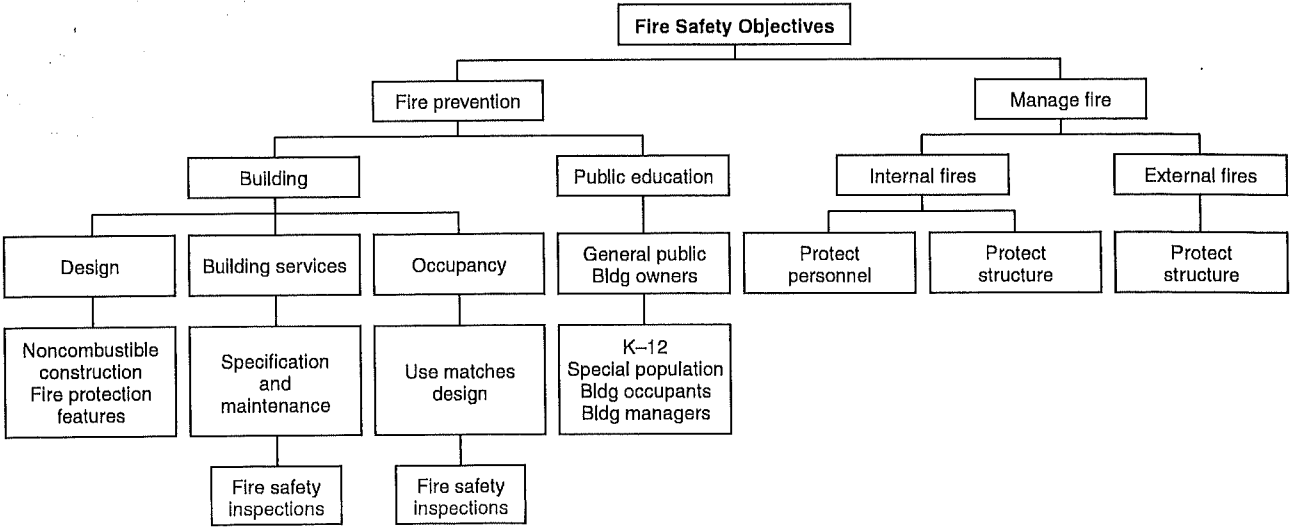 Fire Safety Objectives
Fire prevention
Manage fire
Building
Public education
Internal fires
External fires
Design
Building services
Occupancy
General public
Bldg owners
Protect
personnel
Protect
structure
Protect
structure
Noncombustible
construction
Fire protection
features
Specification
and
maintenance
Use matches
design
K–12
Special population
Bldg occupants
Bldg managers
Fire safety
inspections
Fire safety
inspections